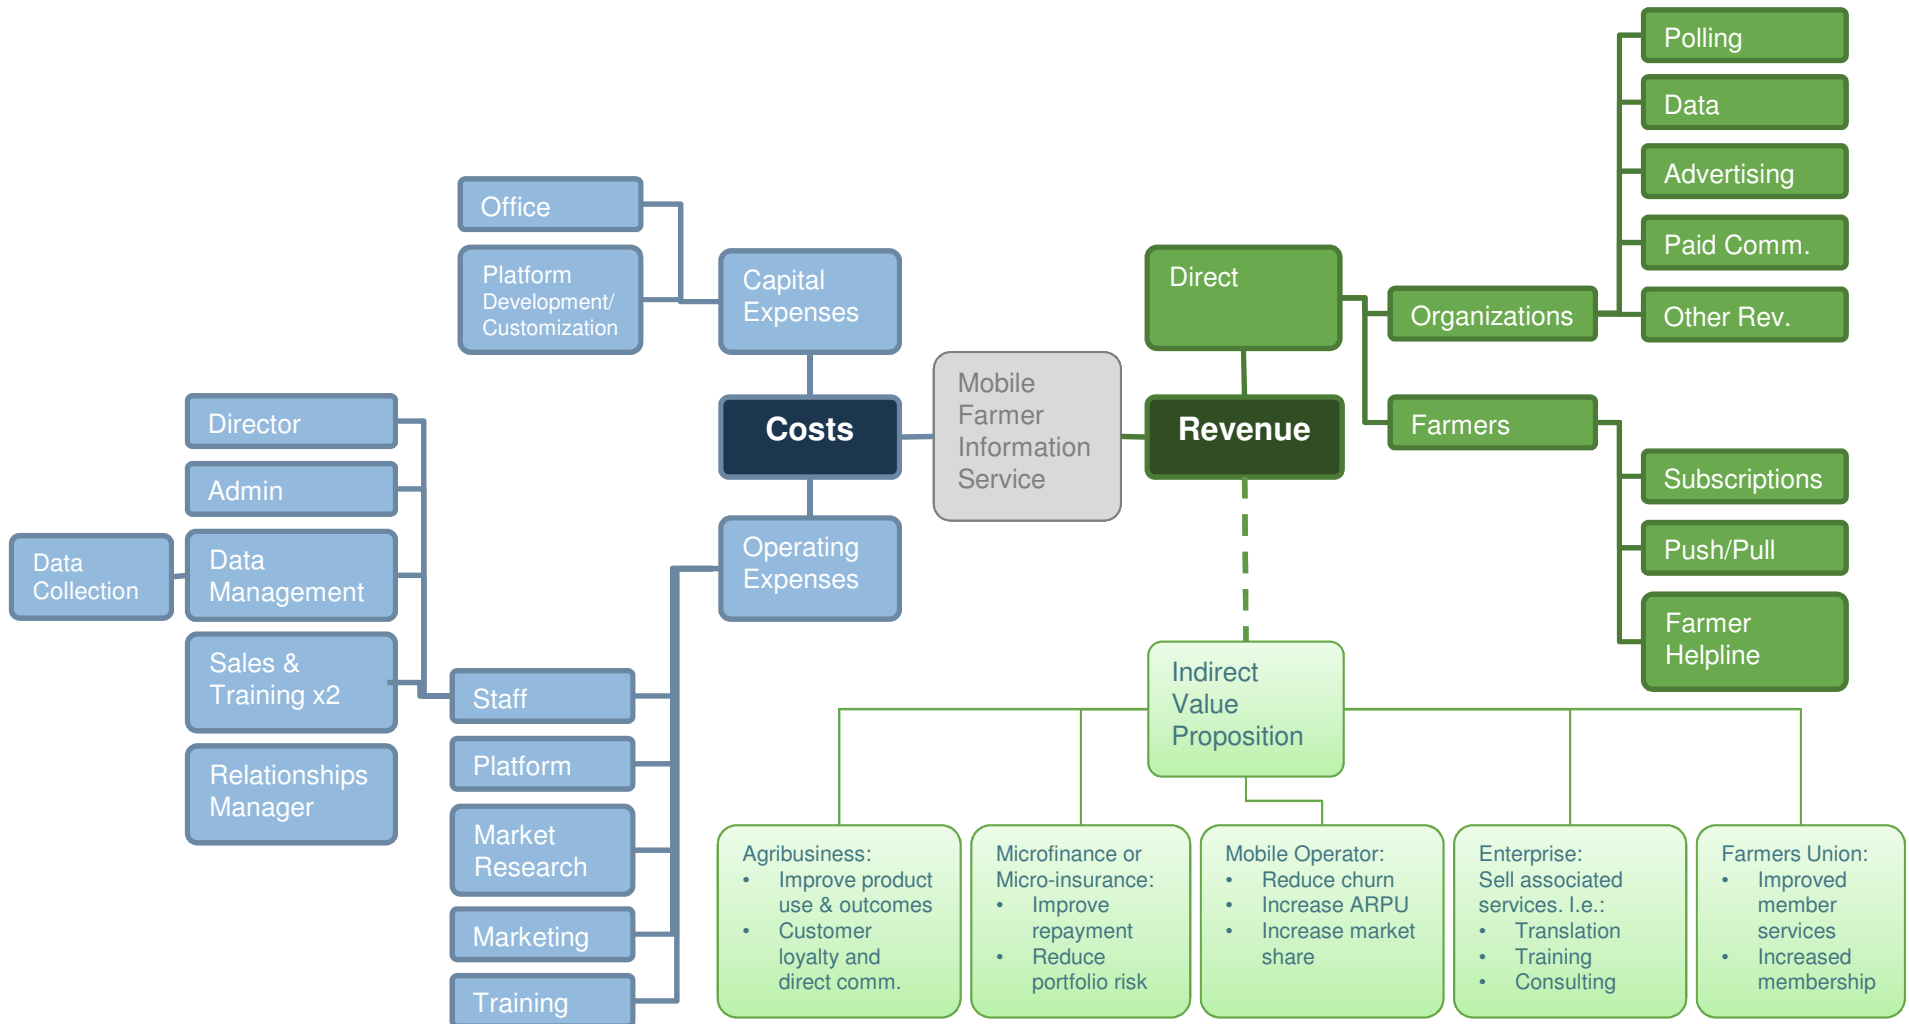 Polling
Data
Advertising
Paid Comm.
Other Rev.
Office
Platform
Development/
Customization
Capital
Expenses
Direct
Organizations
Mobile
Farmer
Information
Service
Costs
Revenue
Farmers
Subscriptions
Push/Pull
Farmer
Helpline
Director
Admin
Data
Collection
Data
Management
Sales &
Training x2
Relationships
Manager
Operating
Expenses
Staff
Platform
Market
Research
Marketing
Training
Indirect
Value
Proposition
Agribusiness:
• Improve product
use & outcomes
• Customer
loyalty and
direct comm.
Microfinance or
Micro-insurance:
• Improve
repayment
• Reduce
portfolio risk
Mobile Operator:
• Reduce churn
• Increase ARPU
• Increase market
share
Enterprise:
Sell associated
services. I.e.:
• Translation
• Training
• Consulting
Farmers Union:
• Improved
member
services
• Increased
membership